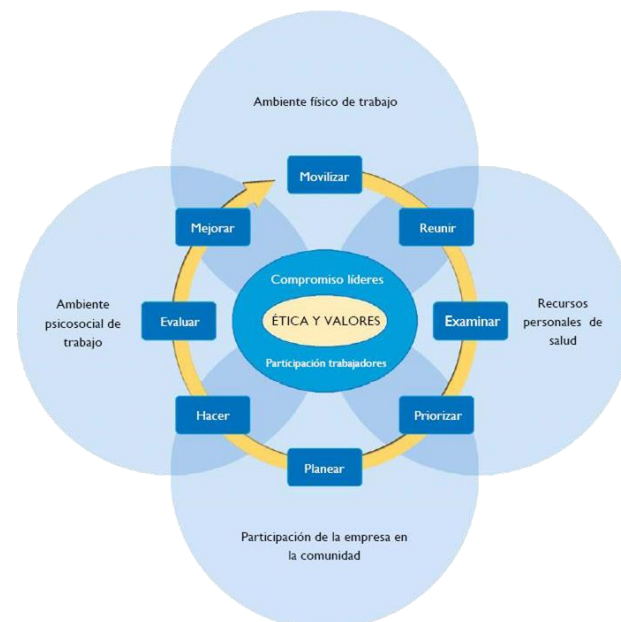 Ambiente físico de trabajo
Movilizar
Mejorar
Reunir
Compromiso líderes
Ambiente
psicosocial de
trabajo
Evaluar
ÉTICA Y VALORES
Examinar
Recursos
personales de
salud
Participación trabajadores
Hacer
Priorizar
Planear
Participación de la empresa en
la comunidad